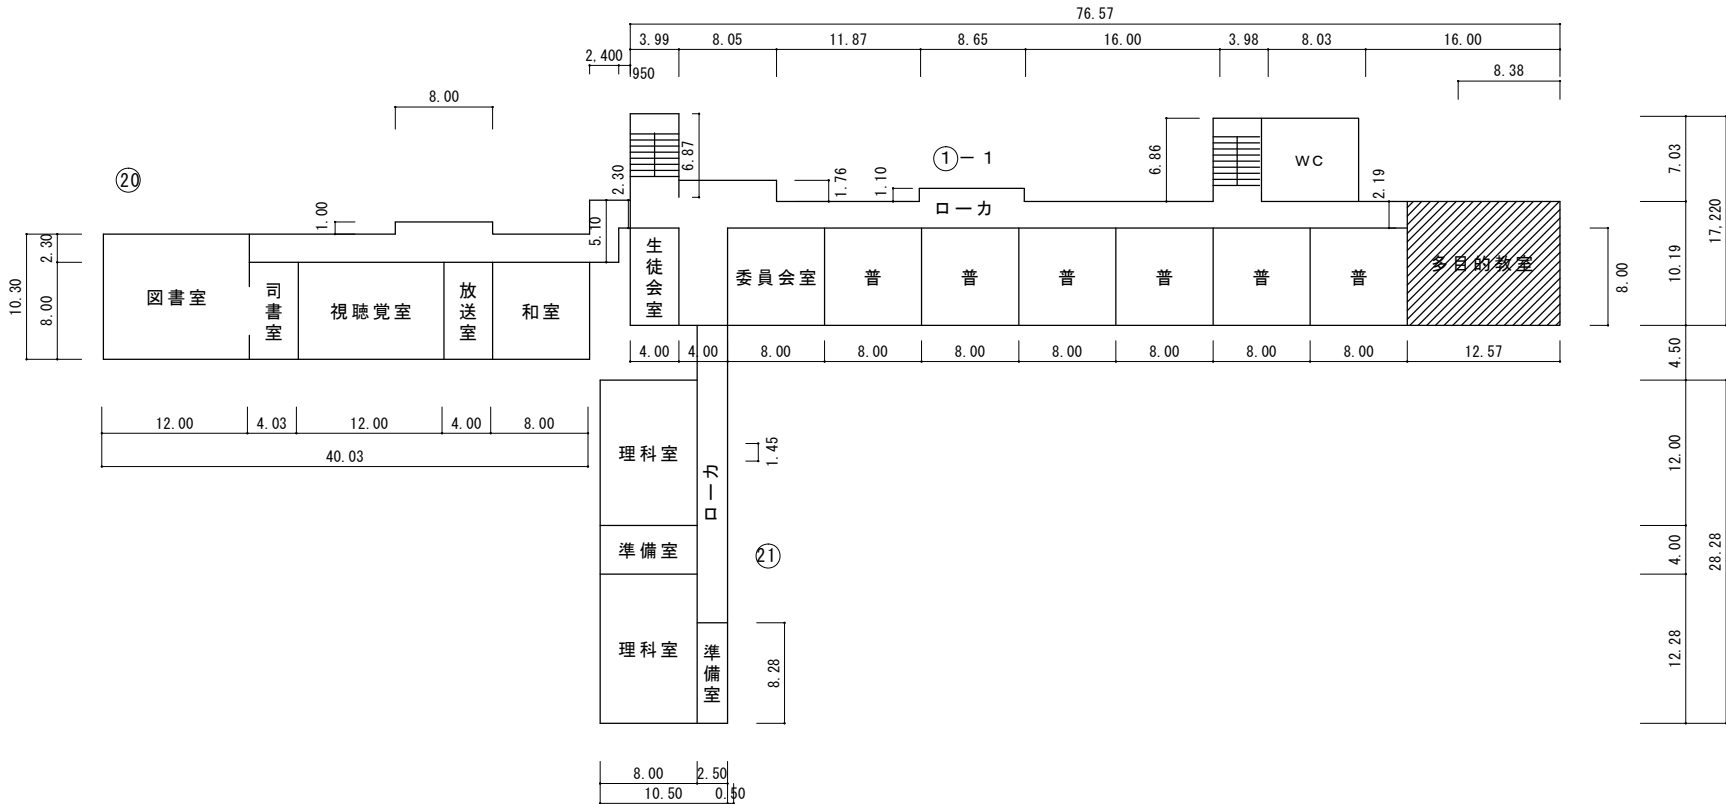 76.57
3.99 8.05 11.87 8.65 16.00 3.98 8.03 16.00
2,400
950
8.38
8.00
⑳
6.87
①－１
6.86
WC
7.03
2.30
1.76
1.10
2.19
17,220
1.00
5.10
ローカ
2.30
10.30
8.00
図書室
司書室
視聴覚室
放送室
和室
生徒会室
委員会室
普
普
普
普
普
普
多目的教室
8.00
10.19
4.00 4.00 8.00 8.00 8.00 8.00 8.00 8.00 8.00 12.57
4.50
12.00 4.03 12.00 4.00 8.00
40.03
理科室
ローカ
1.45
12.00
準備室
㉑
4.00
28.28
理科室
準備室
8.28
12.28
8.00 2.50
10.50 0.50